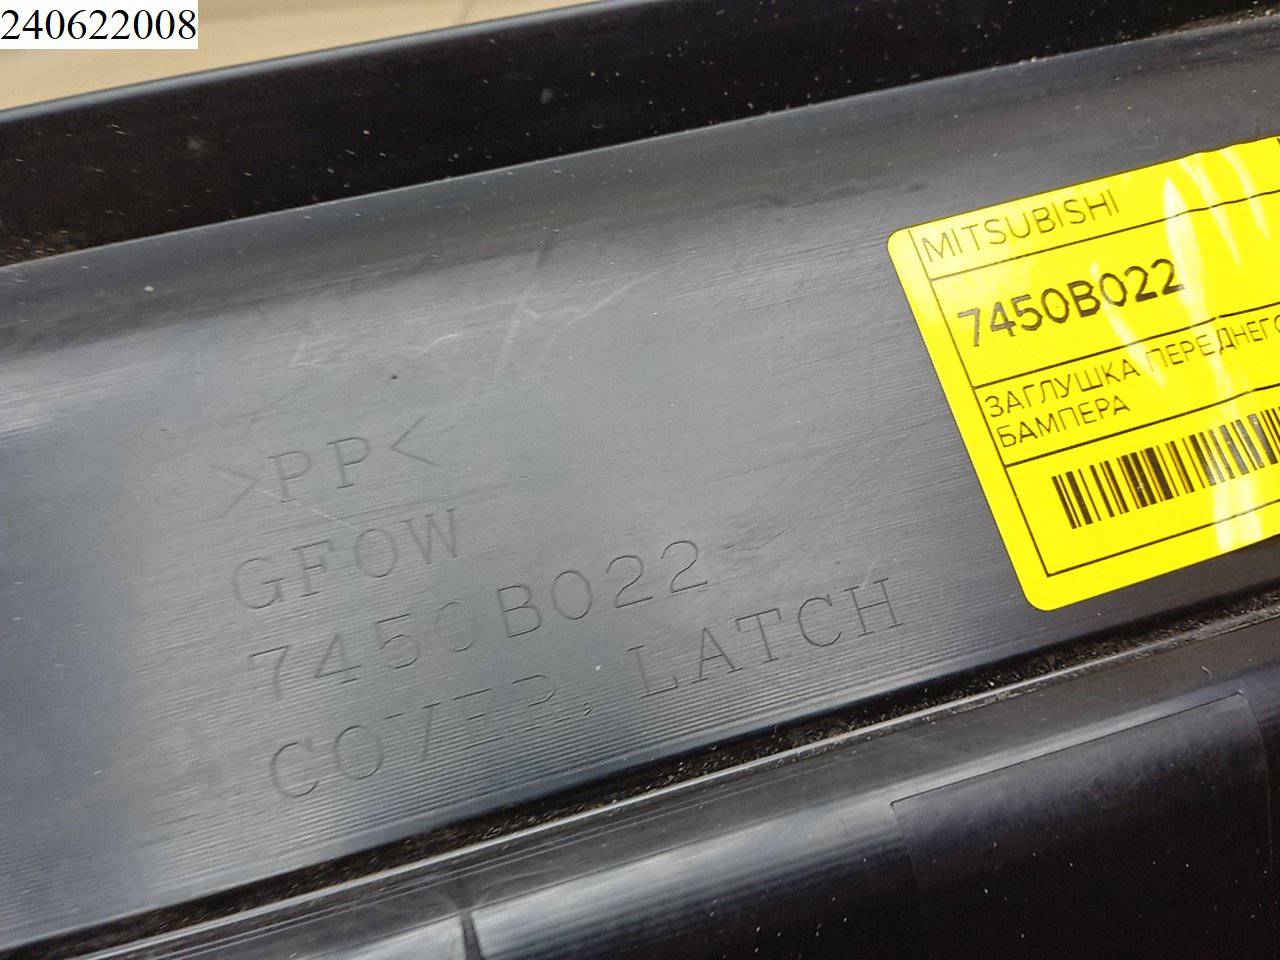 240622008
MITSUBISHI
7450B022
ЗАГЛУШКА ПЕРЕДНЕГО
БАМПЕРА
>PP<
GFOW
7450B022
COVER, LATCH